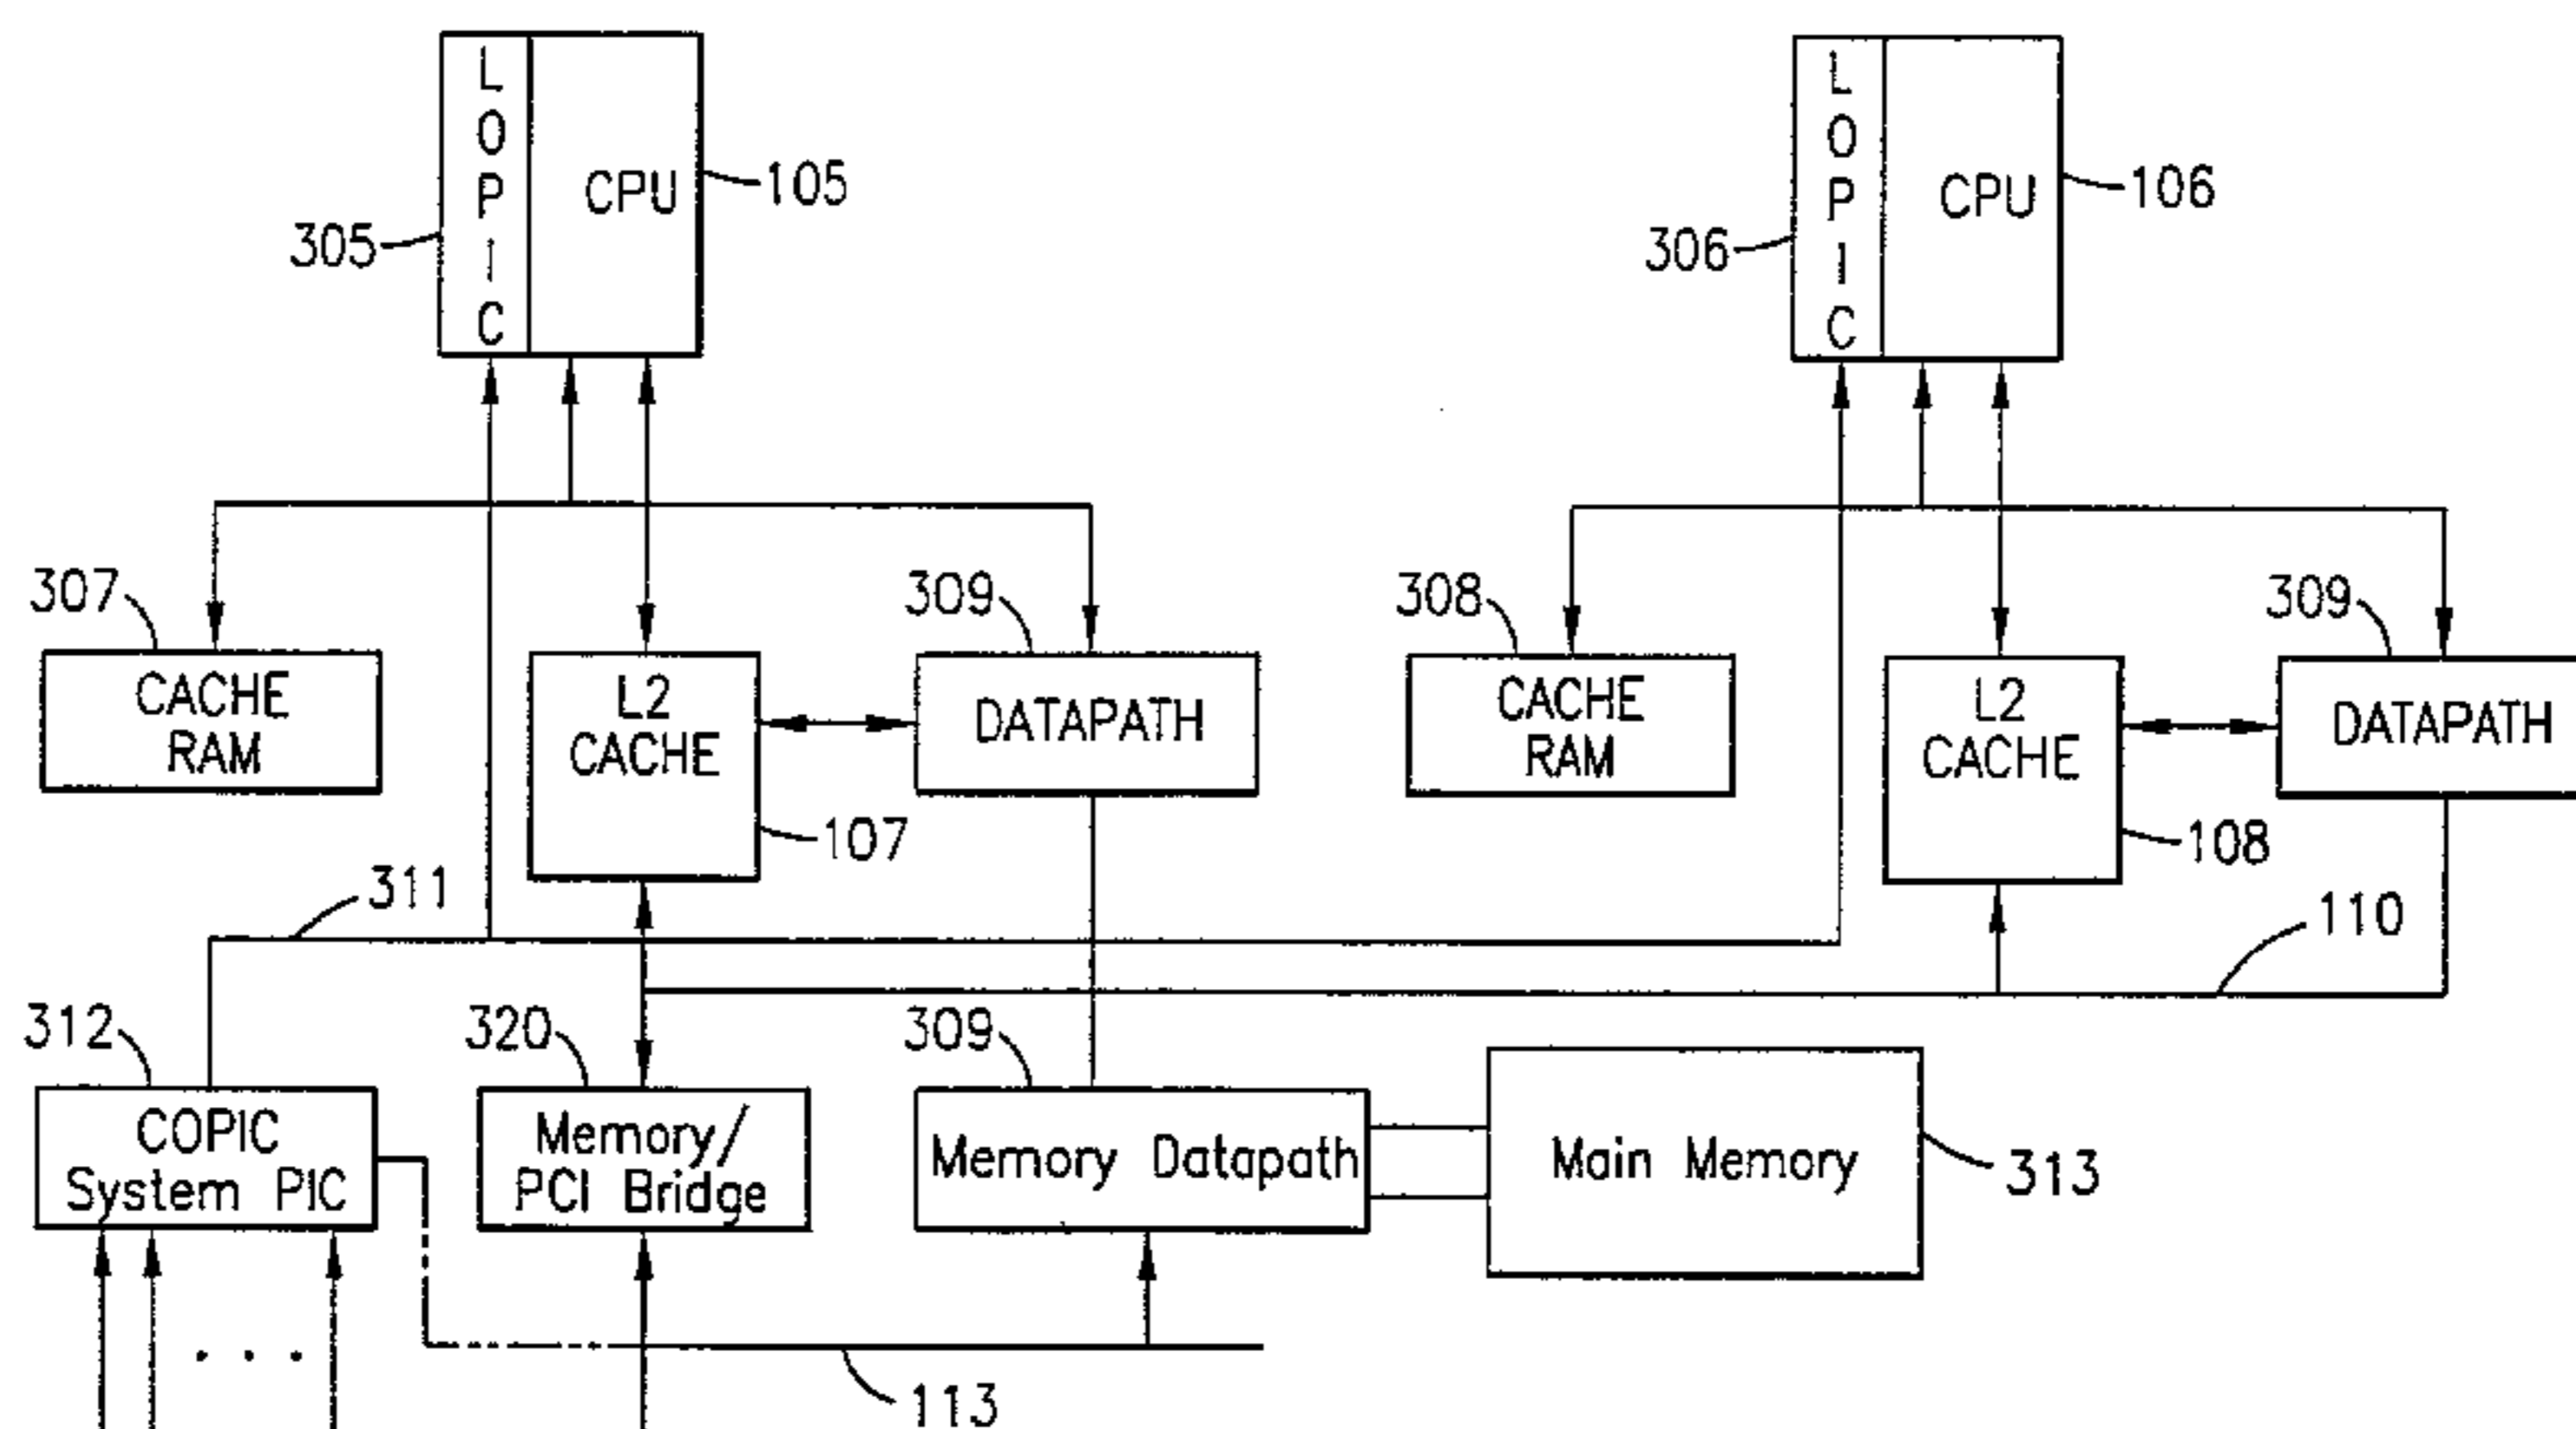 L
O
P
I
C
CPU
105
305
L
O
P
I
C
CPU
106
306
307
CACHE
RAM
L2
CACHE
107
309
DATAPATH
308
CACHE
RAM
L2
CACHE
108
309
DATAPATH
311
110
312
COPIC
System PIC
320
Memory/
PCI Bridge
309
Memory Datapath
Main Memory
313
. . .
113